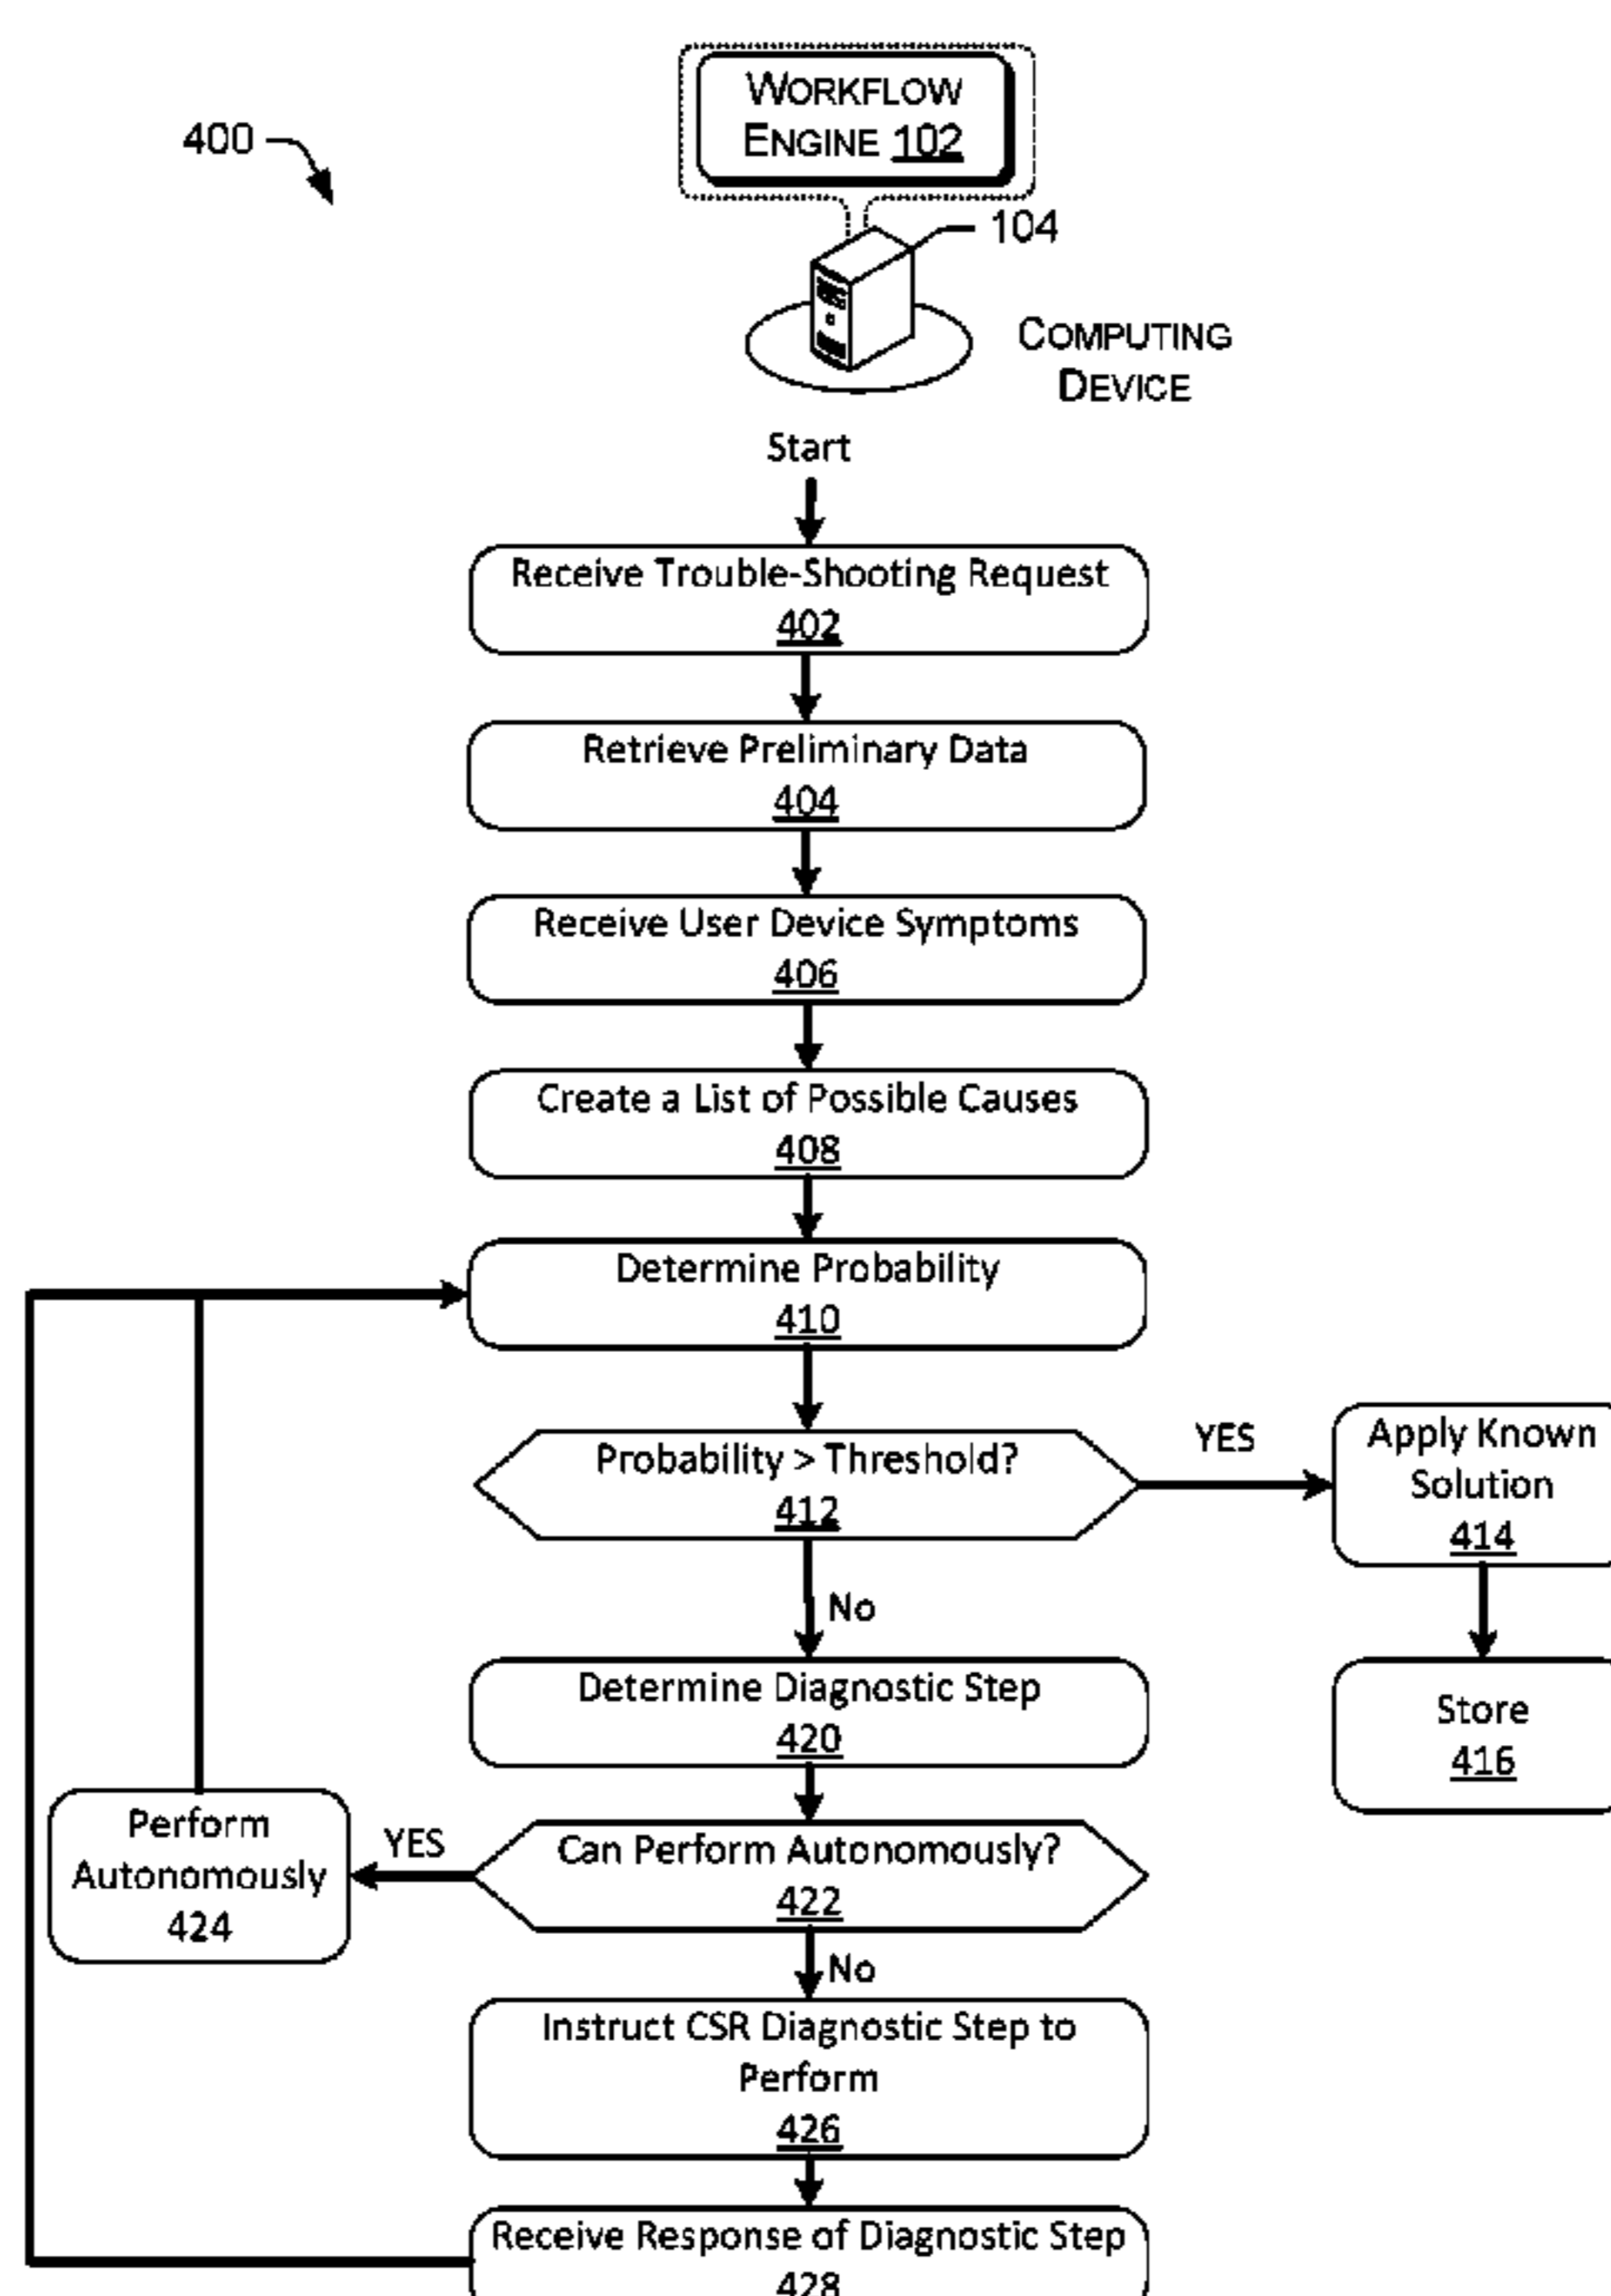 WORKFLOW
ENGINE 102
400
104
COMPUTING
DEVICE
Start
Receive Trouble-Shooting Request
402
Retrieve Preliminary Data
404
Receive User Device Symptoms
406
Create a List of Possible Causes
408
Determine Probability
410
Probability > Threshold?
412
YES
Apply Known
Solution
414
No
Store
416
Determine Diagnostic Step
420
Can Perform Autonomously?
422
YES
Perform
Autonomously
424
No
Instruct CSR Diagnostic Step to
Perform
426
Receive Response of Diagnostic Step
428